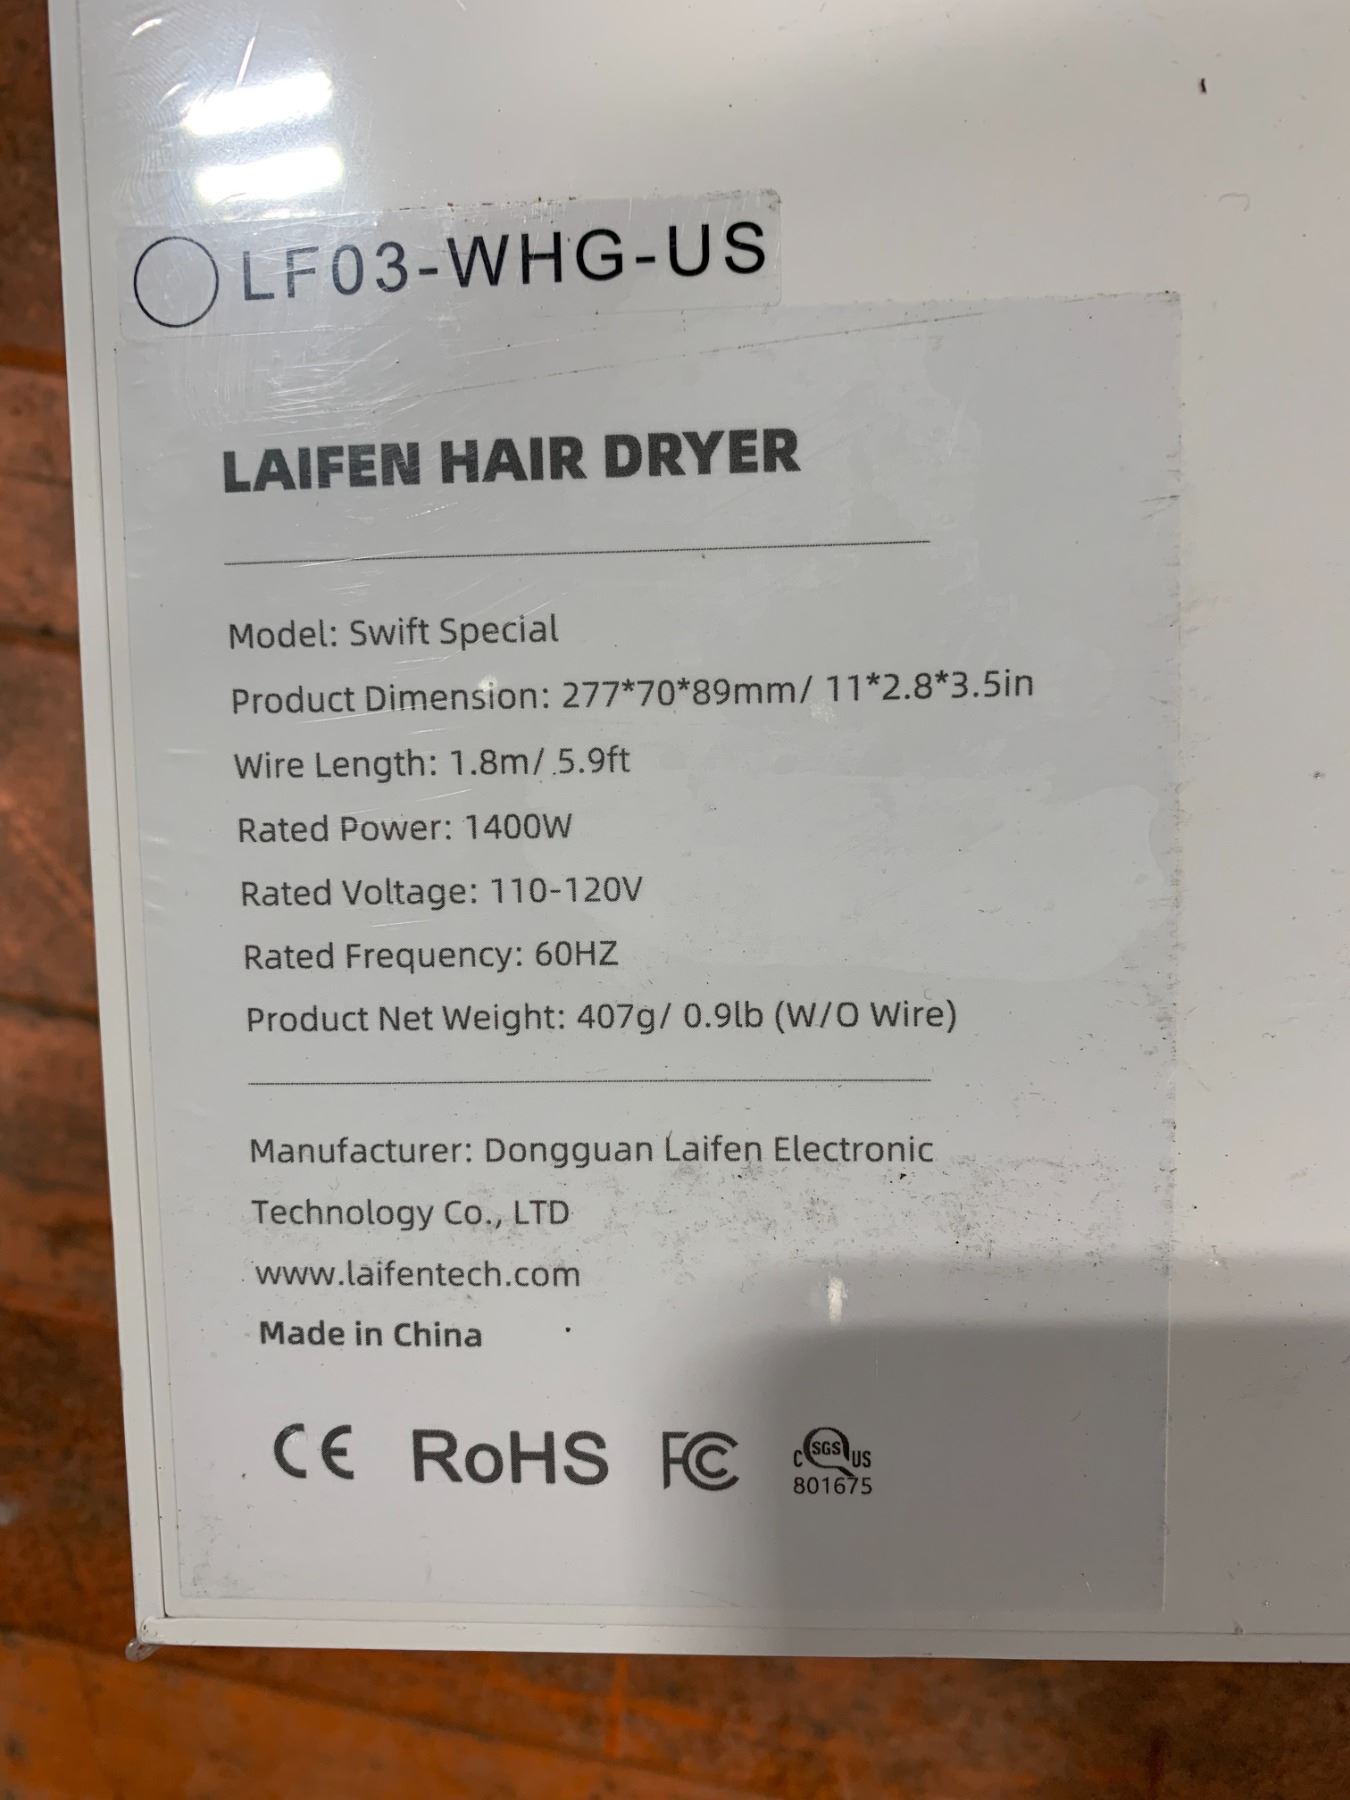 LF03-WHG-US
LAIFEN HAIR DRYER
Model: Swift Special
Product Dimension: 277*70*89mm/ 11*2.8*3.5in
Wire Length: 1.8m/ 5.9ft
Rated Power: 1400W
Rated Voltage: 110-120V
Rated Frequency: 60HZ
Product Net Weight: 407g/ 0.9lb (W/O Wire)
Manufacturer: Dongguan Laifen Electronic
Technology Co., LTD
www.laifentech.com
Made in China
CE RoHS FC C SGS US
801675